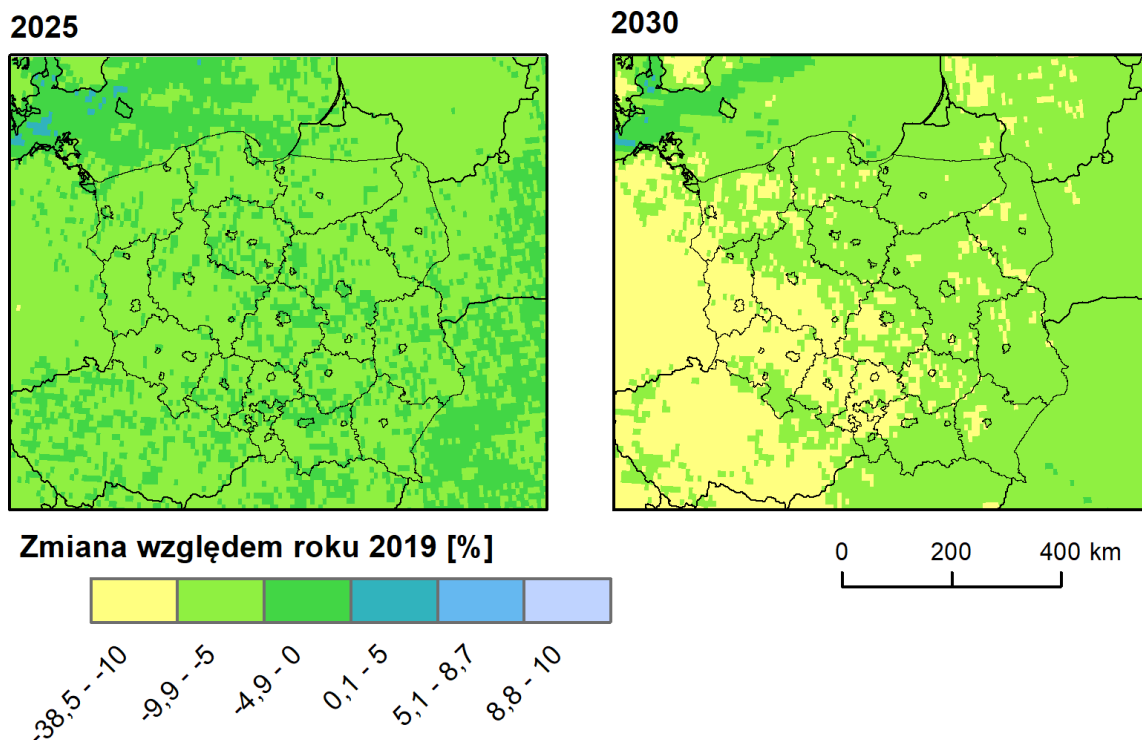 2025
2030
Zmiana względem roku 2019 [%]
0 200 400 km
-38,5 - -10
-9,9 - -5
-4,9 - 0
0,1 - 5
5,1 - 8,7
8,8 - 10